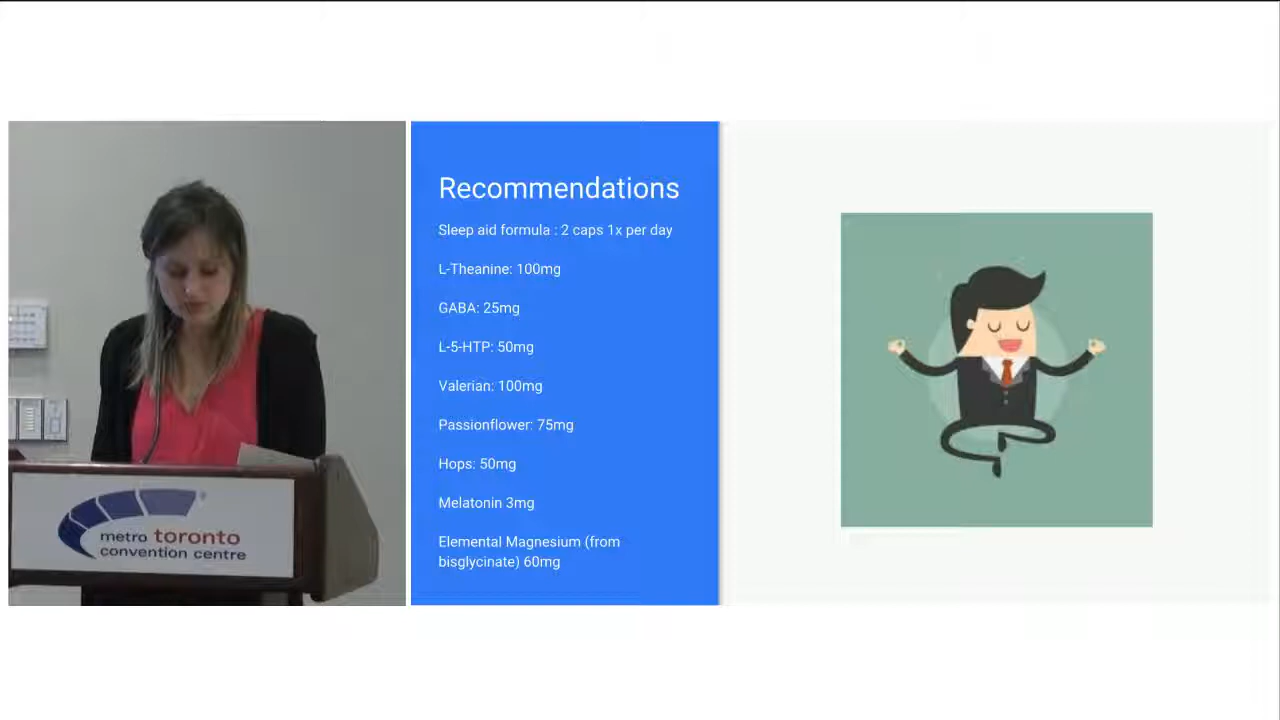 Recommendations
Sleep aid formula : 2 caps 1x per day
L-Theanine: 100mg
GABA: 25mg
L-5-HTP: 50mg
Valerian: 100mg
Passionflower: 75mg
Hops: 50mg
Melatonin 3mg
Elemental Magnesium (from
bisglycinate) 60mg
metro toronto
convention centre